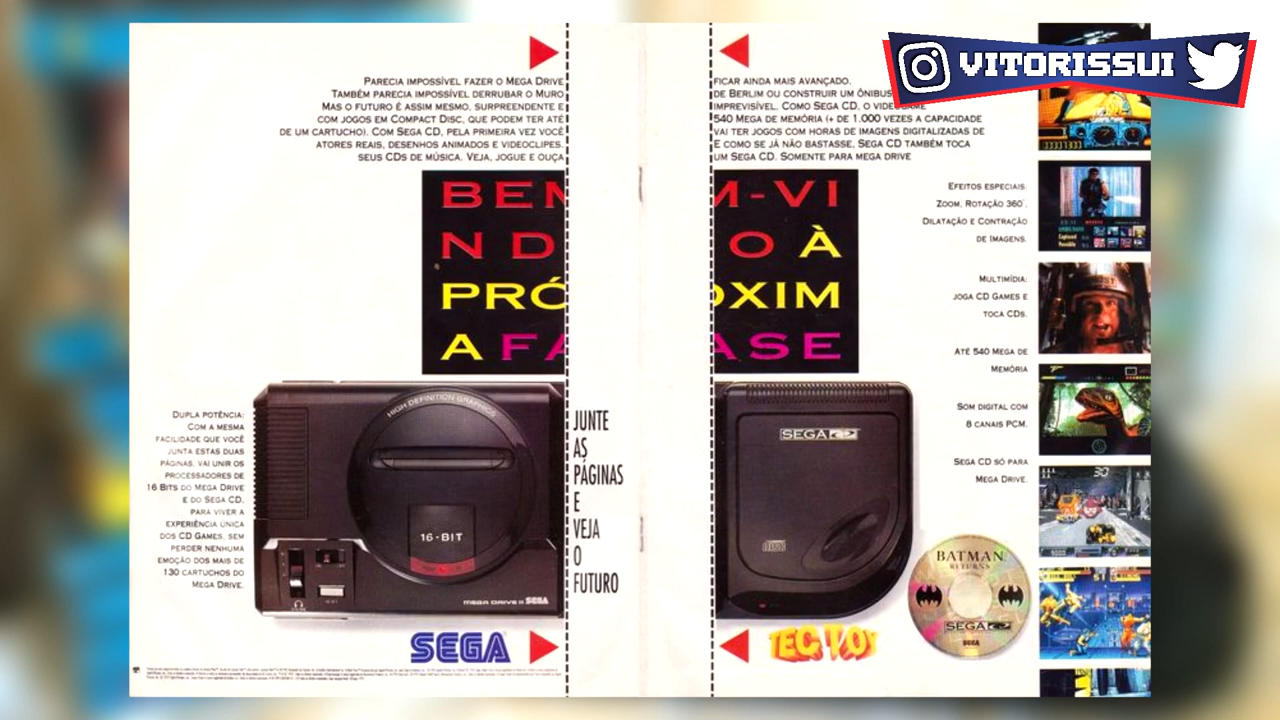 VITORISSUI
PARECIA IMPOSSÍVEL FAZER O MEGA DRIVE
TAMBÉM PARECIA IMPOSSÍVEL DERRUBAR O MURO
MAS O FUTURO É ASSIM MESMO, SURPREENDENTE E
COM JOGOS EM COMPACT DISC, QUE PODEM TER ATÉ
DE UM CARTUCHO). COM SEGA CD, PELA PRIMEIRA VEZ VOCÊ
ATORES REAIS, DESENHOS ANIMADOS E VIDEOCLIPES.
SEUS CDS DE MÚSICA. VEJA, JOGUE E OUÇA
FICAR AINDA MAIS AVANÇADO.
DE BERLIM OU CONSTRUIR UM ÔNIBUS
IMPREVISÍVEL. COMO SEGA CD, O VIDEOGAME
540 MEGA DE MEMÓRIA (+ DE 1.000 VEZES A CAPACIDADE
VAI TER JOGOS COM HORAS DE IMAGENS DIGITALIZADAS DE
E COMO SE JÁ NÃO BASTASSE, SEGA CD TAMBÉM TOCA
UM SEGA CD. SOMENTE PARA MEGA DRIVE
BEM
ND
PRÓ
A FA
M-VI
O À
OXIM
ASE
EFEITOS ESPECIAIS:
ZOOM, ROTAÇÃO 360°,
DILATAÇÃO E CONTRAÇÃO
DE IMAGENS.
MULTIMÍDIA:
JOGA CD GAMES E
TOCA CDS.
ATÉ 540 MEGA DE
MEMÓRIA
SOM DIGITAL COM
8 CANAIS PCM.
SEGA CD SÓ PARA
MEGA DRIVE.
DUPLA POTÊNCIA:
COM A MESMA
FACILIDADE QUE VOCÊ
JUNTA ESTAS DUAS
PÁGINAS, VAI UNIR OS
PROCESSADORES DE
16 BITS DO MEGA DRIVE
E DO SEGA CD,
PARA VIVER A
EXPERIÊNCIA ÚNICA
DOS CD GAMES, SEM
PERDER NENHUMA
EMOÇÃO DOS MAIS DE
130 CARTUCHOS DO
MEGA DRIVE.
HIGH DEFINITION GRAPHICS
16-BIT
MEGA DRIVE II SEGA
JUNTE
AS
PÁGINAS
E
VEJA
O
FUTURO
SEGA CD
BATMAN
RETURNS
SEGA CD
SEGA
SEGA
TEC TOY
30